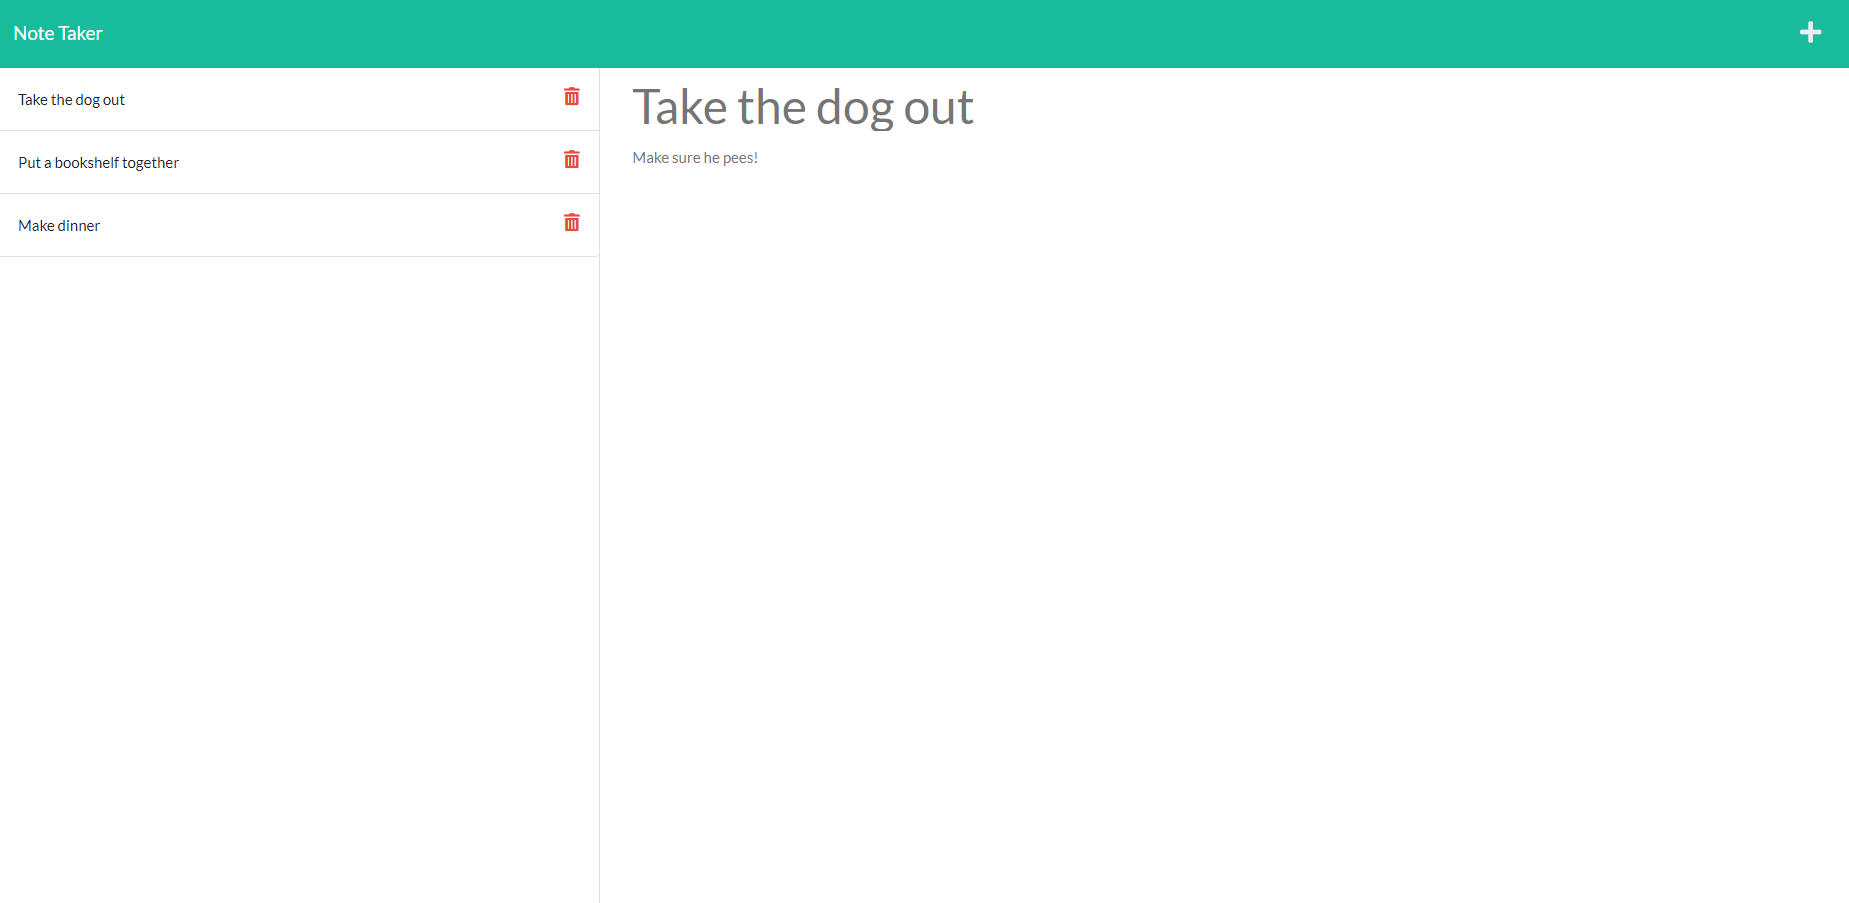 Note Taker
Take the dog out
Put a bookshelf together
Make dinner
Take the dog out
Make sure he pees!